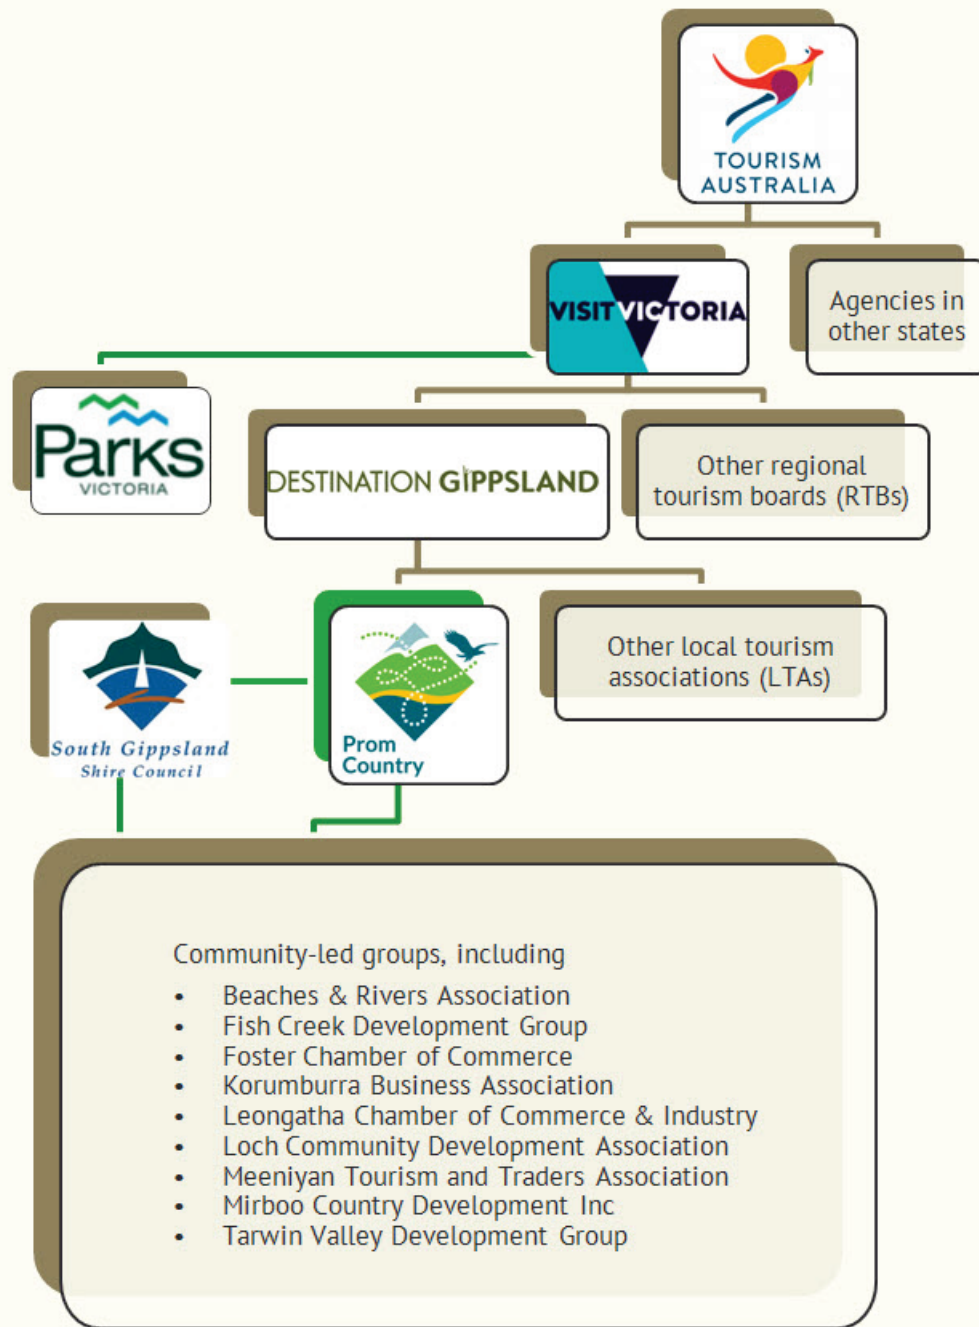 TOURISM
AUSTRALIA
VISIT VICTORIA
Agencies in
other states
Parks
VICTORIA
DESTINATION GIPPSLAND
Other regional
tourism boards (RTBs)
South Gippsland
Shire Council
Prom
Country
Other local tourism
associations (LTAs)
Community-led groups, including
• Beaches & Rivers Association
• Fish Creek Development Group
• Foster Chamber of Commerce
• Korumburra Business Association
• Leongatha Chamber of Commerce & Industry
• Loch Community Development Association
• Meeniyan Tourism and Traders Association
• Mirboo Country Development Inc
• Tarwin Valley Development Group